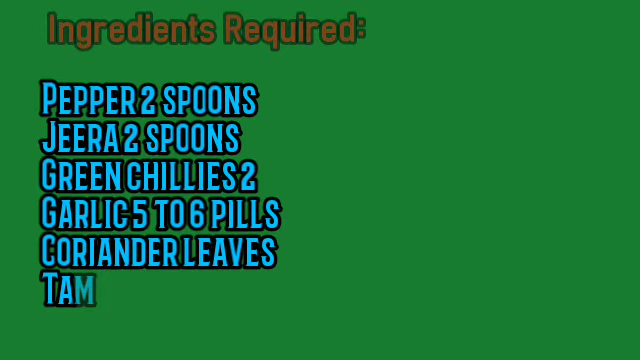 Ingredients Required:
PEPPER 2 SPOONS
JEERA 2 SPOONS
GREEN CHILLIES 2
GARLIC 5 TO 6 PILLS
CORIANDER LEAVES
TAM